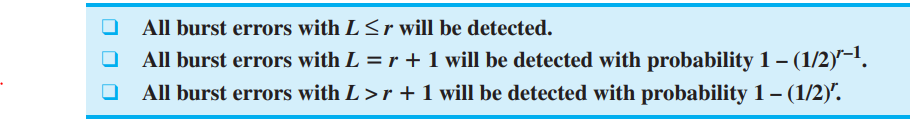 ❑ All burst errors with L ≤ r will be detected.
❑ All burst errors with L = r + 1 will be detected with probability 1 – (1/2)ʳ⁻¹.
❑ All burst errors with L > r + 1 will be detected with probability 1 – (1/2)ʳ.